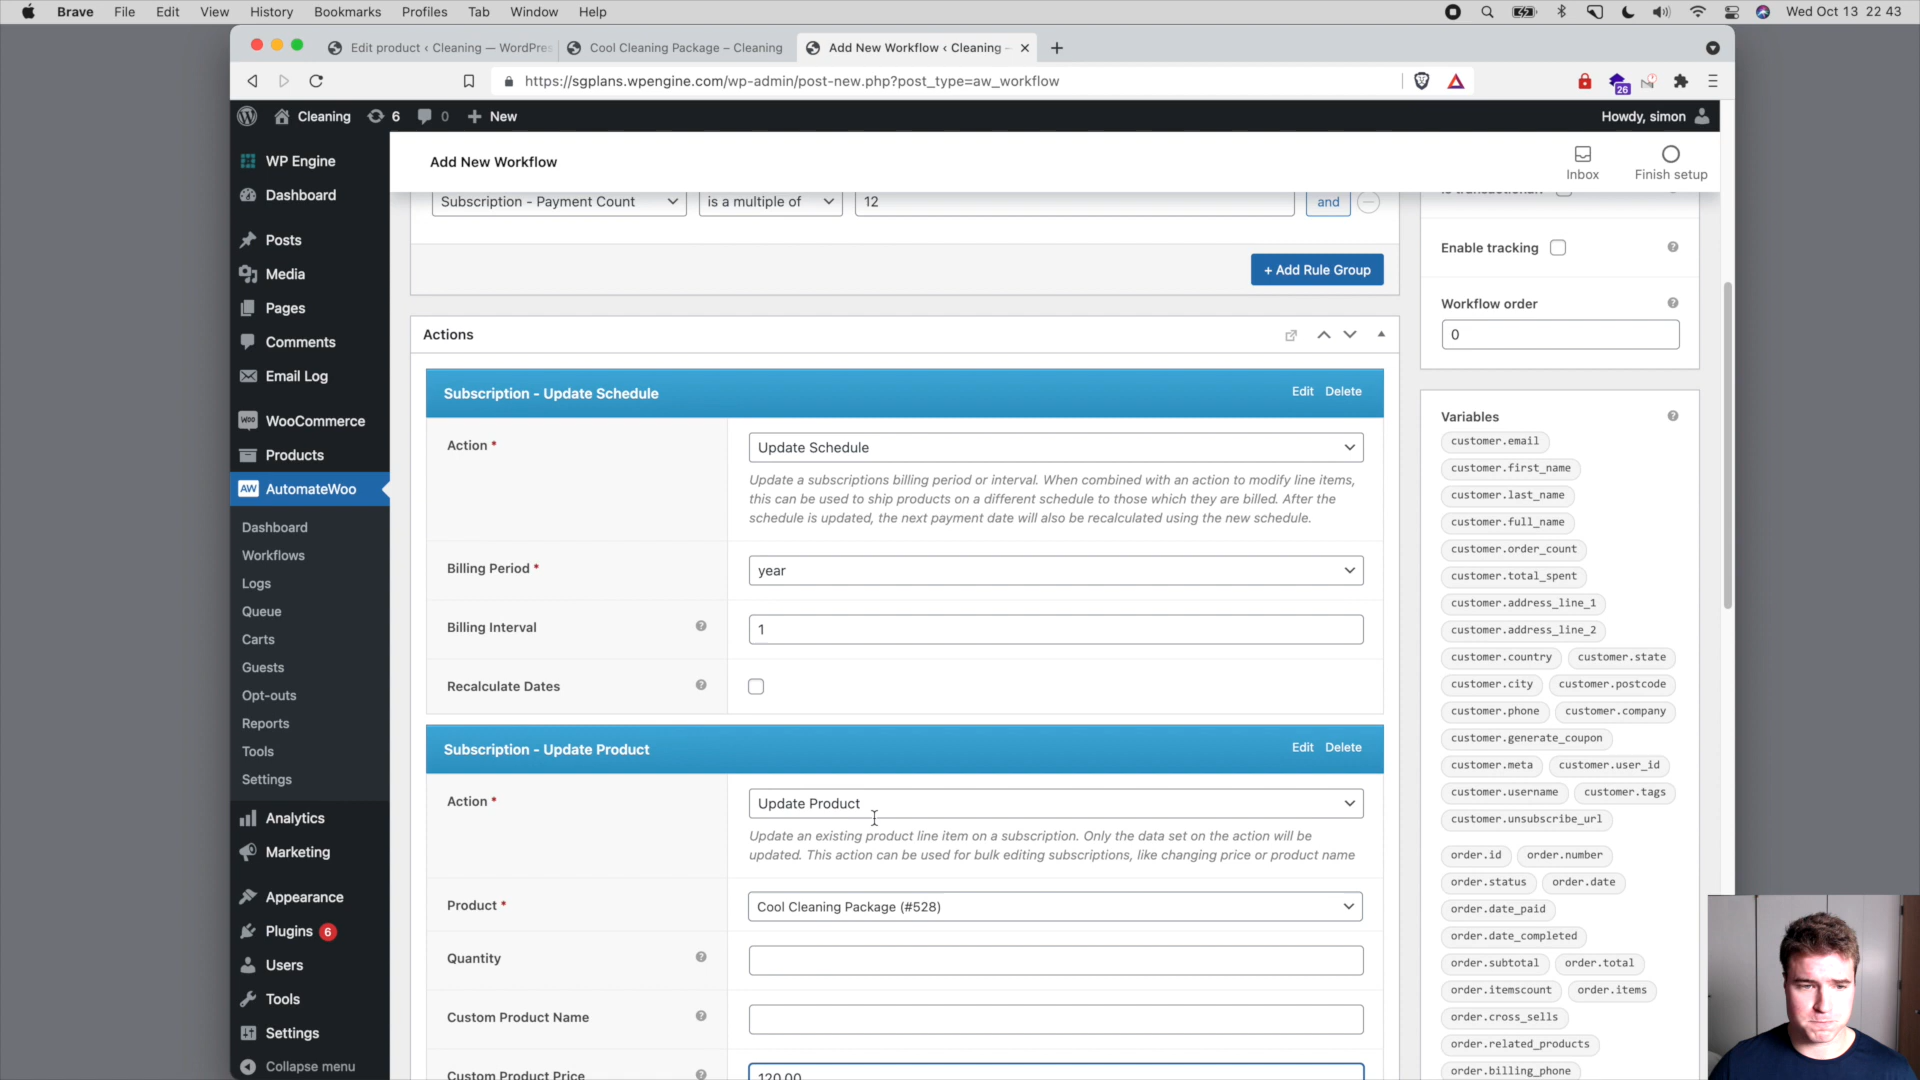 Brave File Edit View History Bookmarks Profiles Tab Window Help Wed Oct 13 22 43
Edit product ‹ Cleaning — WordPres Cool Cleaning Package – Cleaning Add New Workflow ‹ Cleaning –
https://sgplans.wpengine.com/wp-admin/post-new.php?post_type=aw_workflow 26
Cleaning 6 0 New Howdy, simon
Add New Workflow
Inbox
Finish setup
WP Engine
Dashboard
Posts
Media
Pages
Comments
Email Log
WooCommerce
Products
AW AutomateWoo
Dashboard
Workflows
Logs
Queue
Carts
Guests
Opt-outs
Reports
Tools
Settings
Analytics
Marketing
Appearance
Plugins 6
Users
Tools
Settings
Collapse menu
Subscription - Payment Count is a multiple of 12 and
+ Add Rule Group
Actions
Subscription - Update Schedule Edit Delete
Action * Update Schedule
Update a subscriptions billing period or interval. When combined with an action to modify line items,
this can be used to ship products on a different schedule to those which they are billed. After the
schedule is updated, the next payment date will also be recalculated using the new schedule.
Billing Period * year
Billing Interval 1
Recalculate Dates
Subscription - Update Product Edit Delete
Action * Update Product
Update an existing product line item on a subscription. Only the data set on the action will be
updated. This action can be used for bulk editing subscriptions, like changing price or product name
Product * Cool Cleaning Package (#528)
Quantity
Custom Product Name
Custom Product Price 120.00
Enable tracking
Workflow order
0
Variables
customer.email
customer.first_name
customer.last_name
customer.full_name
customer.order_count
customer.total_spent
customer.address_line_1
customer.address_line_2
customer.country customer.state
customer.city customer.postcode
customer.phone customer.company
customer.generate_coupon
customer.meta customer.user_id
customer.username customer.tags
customer.unsubscribe_url
order.id order.number
order.status order.date
order.date_paid
order.date_completed
order.subtotal order.total
order.itemscount order.items
order.cross_sells
order.related_products
order.billing_phone